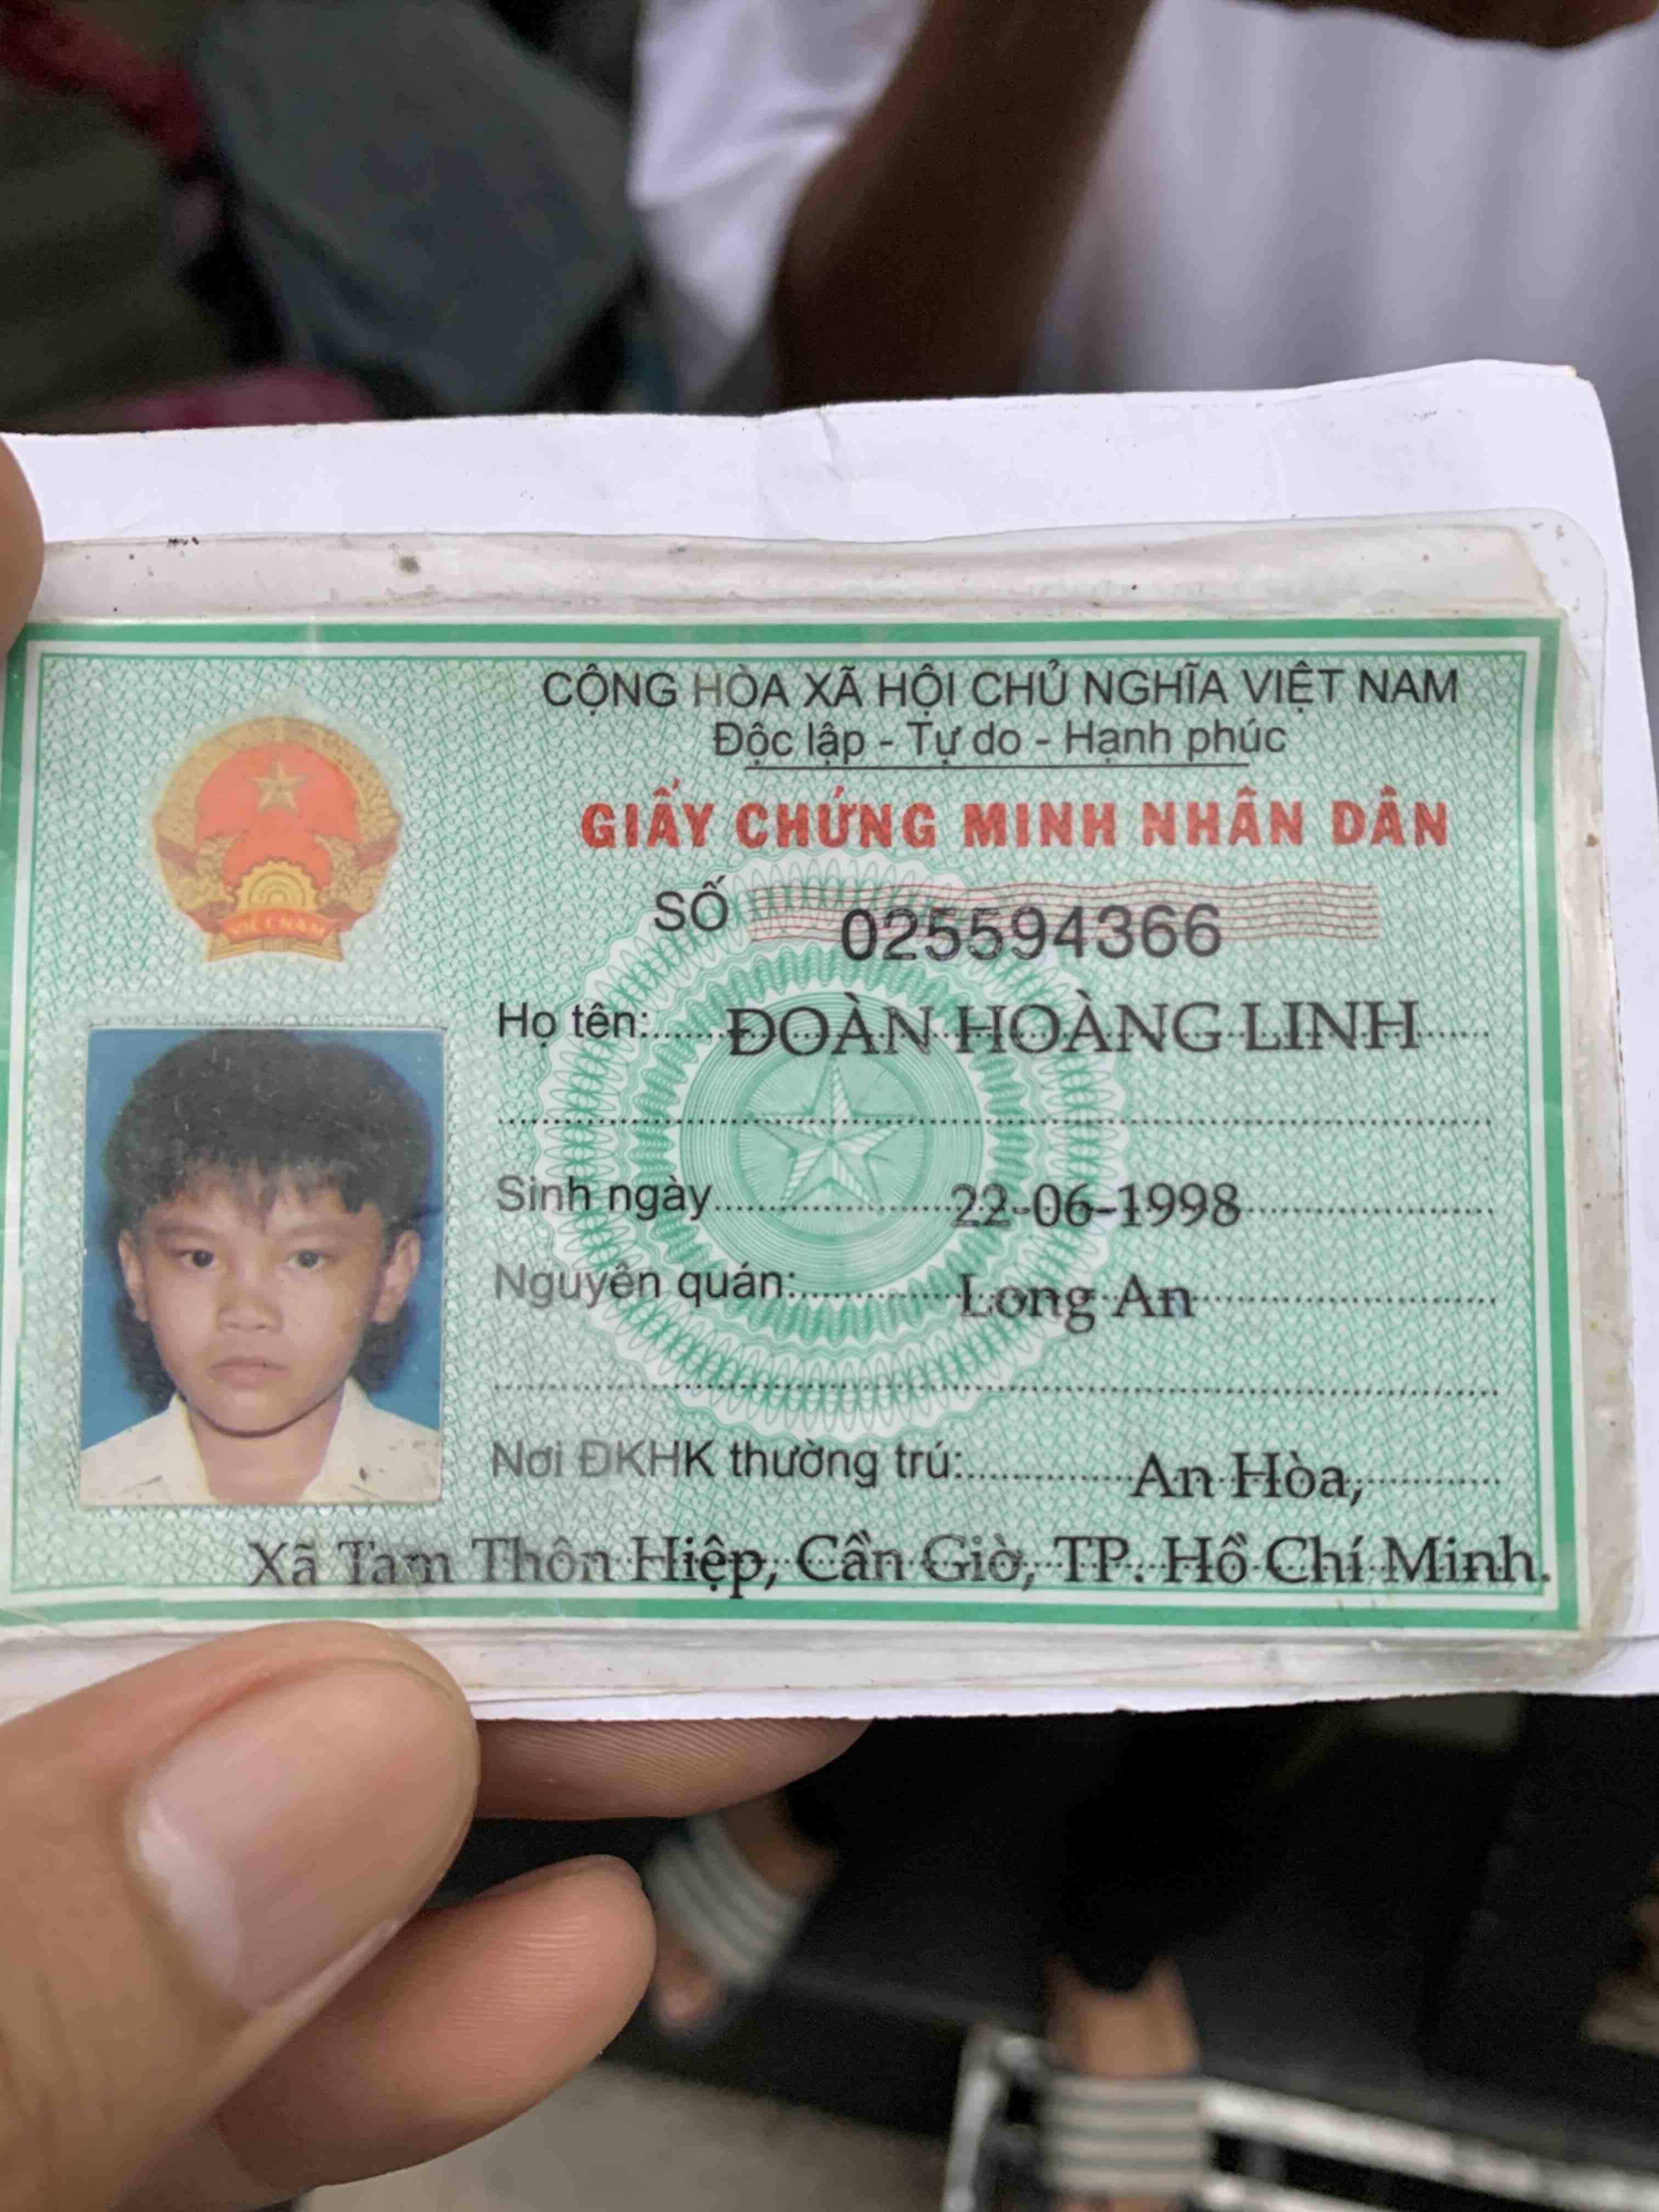 CỘNG HÒA XÃ HỘI CHỦ NGHĨA VIỆT NAM
Độc lập - Tự do - Hạnh phúc
GIẤY CHỨNG MINH NHÂN DÂN
SỐ 025594366
VIỆT NAM
Họ tên: ĐOÀN HOÀNG LINH
Sinh ngày 22-06-1998
Nguyên quán: Long An
Nơi ĐKHK thường trú: An Hòa,
Xã Tam Thôn Hiệp, Cần Giờ, TP. Hồ Chí Minh.